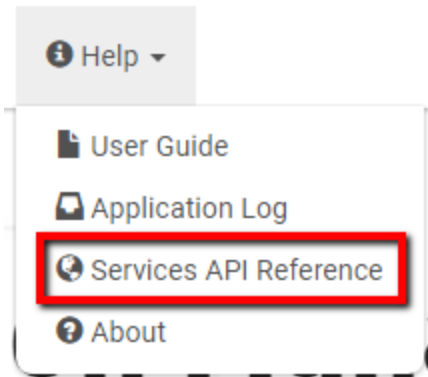 Help
User Guide
Application Log
Services API Reference
About